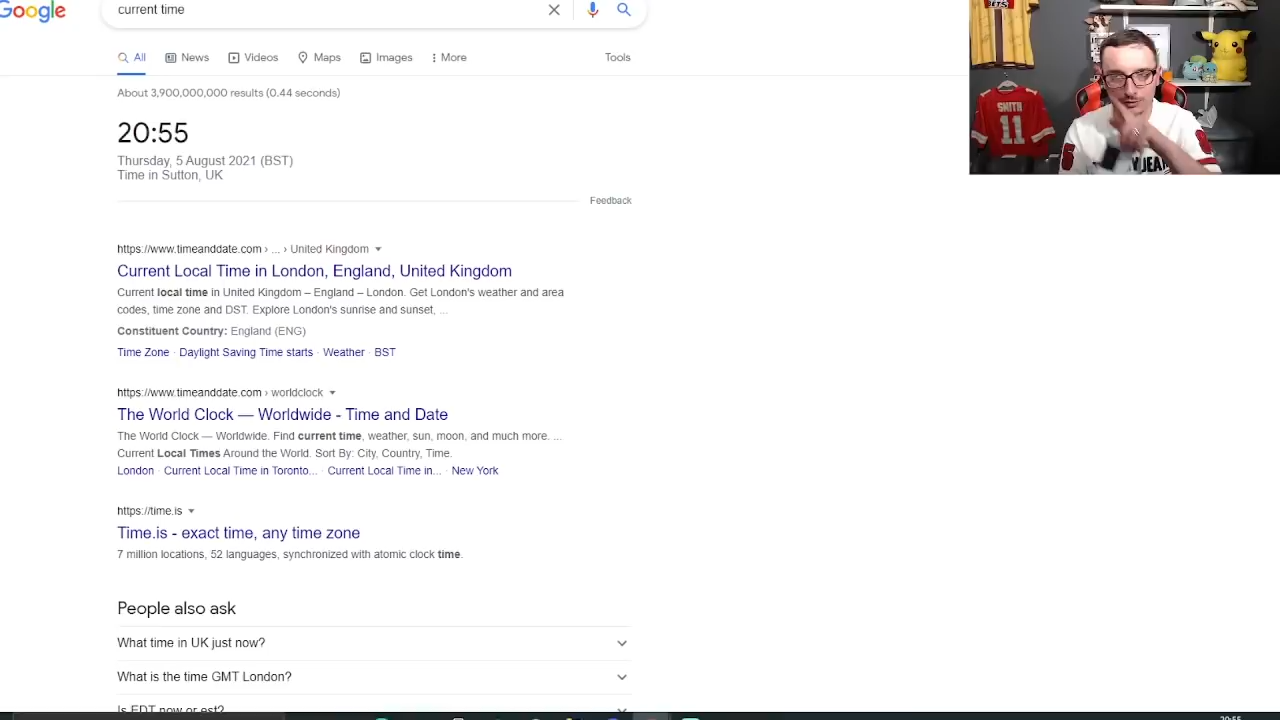 Google
current time
All
News
Videos
Maps
Images
More
Tools
About 3,900,000,000 results (0.44 seconds)
20:55
Thursday, 5 August 2021 (BST)
Time in Sutton, UK
Feedback
https://www.timeanddate.com › ... › United Kingdom
Current Local Time in London, England, United Kingdom
Current local time in United Kingdom – England – London. Get London's weather and area
codes, time zone and DST. Explore London's sunrise and sunset, ...
Constituent Country: England (ENG)
Time Zone · Daylight Saving Time starts · Weather · BST
https://www.timeanddate.com › worldclock
The World Clock — Worldwide - Time and Date
The World Clock — Worldwide. Find current time, weather, sun, moon, and much more. ...
Current Local Times Around the World. Sort By: City, Country, Time.
London · Current Local Time in Toronto... · Current Local Time in... · New York
https://time.is
Time.is - exact time, any time zone
7 million locations, 52 languages, synchronized with atomic clock time.
People also ask
What time in UK just now?
What is the time GMT London?
Is EDT now or est?
20:55
SMITH
11